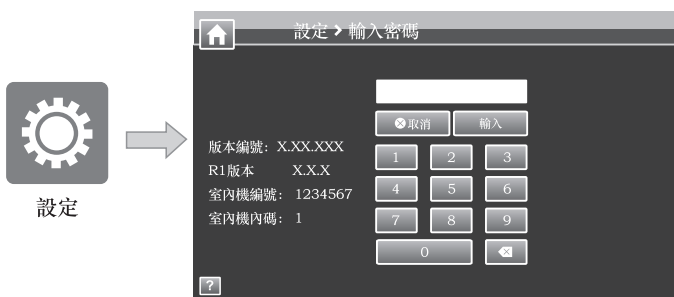 設定 > 輸入密碼
取消 輸入
版本編號: X.XX.XXX
R1版本 X.X.X
室內機編號: 1234567
室內機內碼: 1
1 2 3
4 5 6
7 8 9
0
?
設定